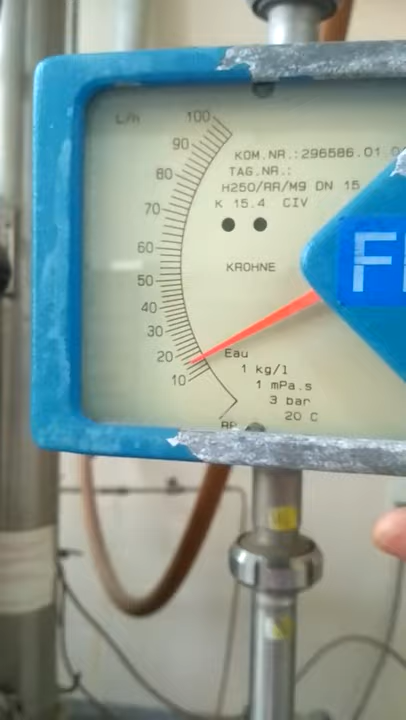 L/h
100
90
80
70
60
50
40
30
20
10
KOM.NR.:296586.01
TAG.NR.:
H250/RR/M9 DN 15
K 15.4 CIV
KROHNE
Eau
1 kg/l
1 mPa.s
3 bar
20 C